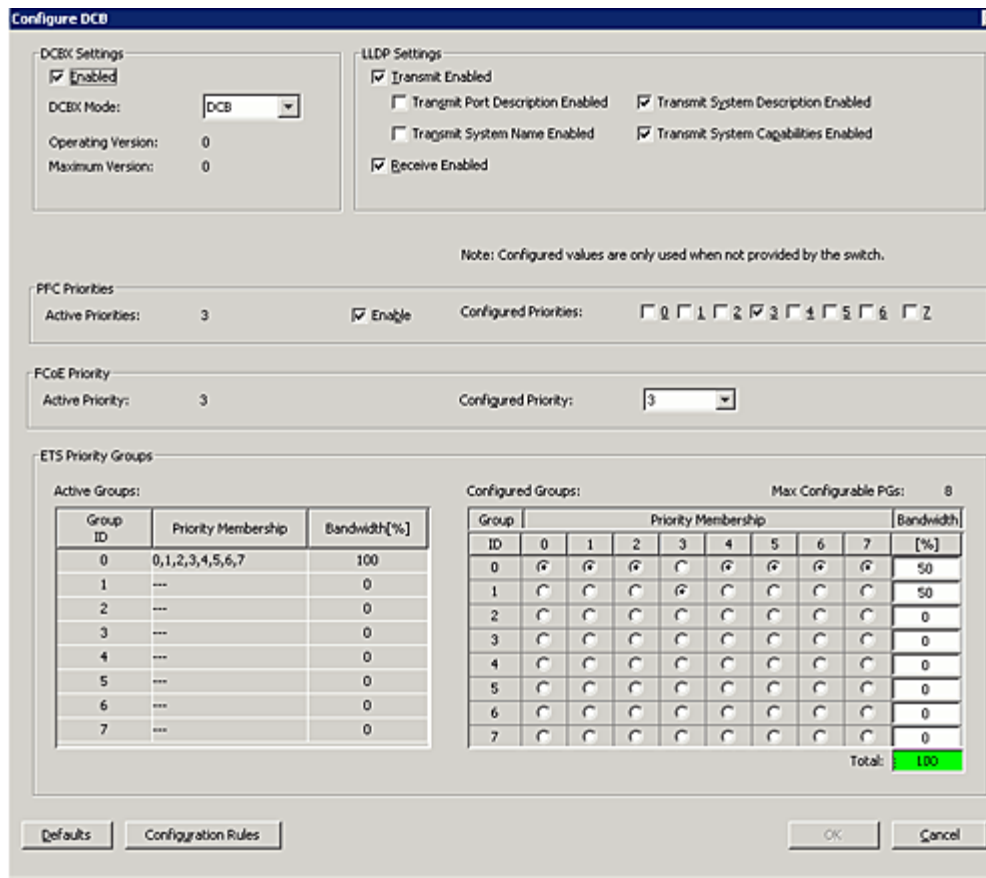 Configure DCB
DCBX Settings
Enabled
DCBX Mode: DCB
Operating Version: 0
Maximum Version: 0
LLDP Settings
Transmit Enabled
Transmit Port Description Enabled
Transmit System Description Enabled
Transmit System Name Enabled
Transmit System Capabilities Enabled
Receive Enabled
Note: Configured values are only used when not provided by the switch.
PFC Priorities
Active Priorities: 3 Enable Configured Priorities: 0 1 2 3 4 5 6 7
FCoE Priority
Active Priority: 3 Configured Priority: 3
ETS Priority Groups
Active Groups:
Group ID Priority Membership Bandwidth[%]
0 0,1,2,3,4,5,6,7 100
1 --- 0
2 --- 0
3 --- 0
4 --- 0
5 --- 0
6 --- 0
7 --- 0
Configured Groups: Max Configurable PGs: 8
Group Priority Membership Bandwidth
ID 0 1 2 3 4 5 6 7 [%]
0 50
1 50
2 0
3 0
4 0
5 0
6 0
7 0
Total: 100
Defaults Configuration Rules OK Cancel